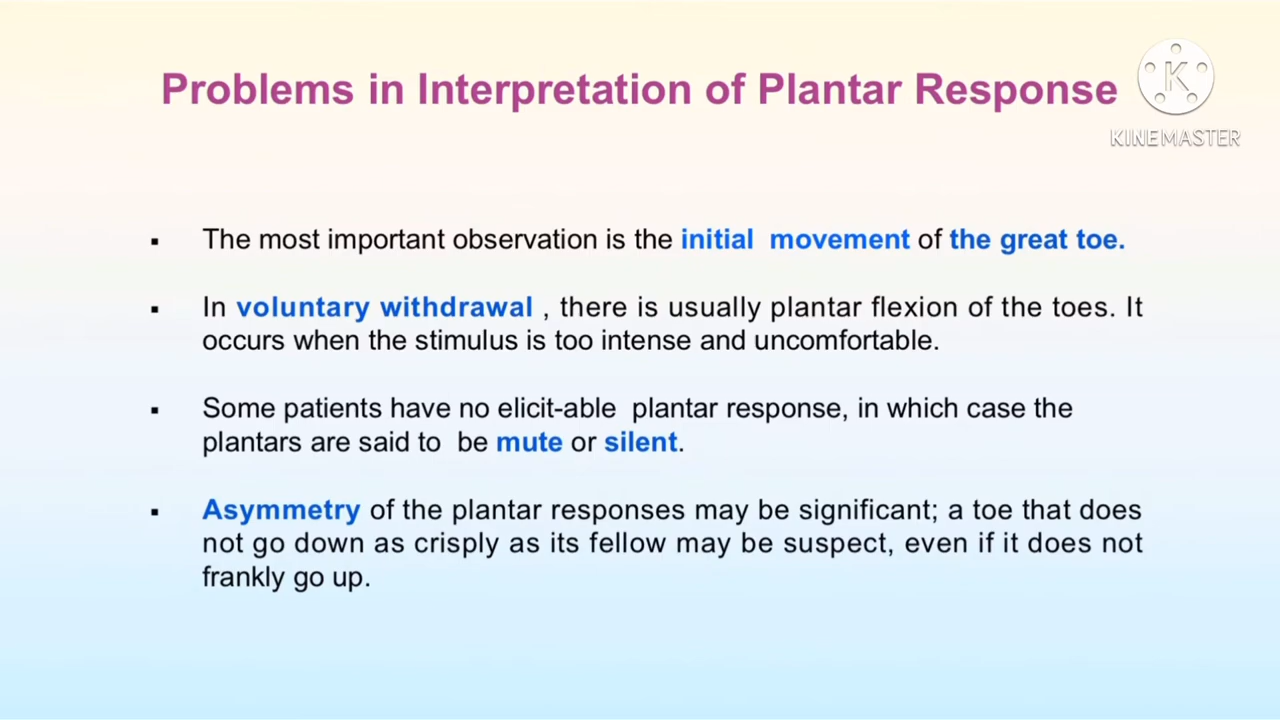 Problems in Interpretation of Plantar Response
K
KINEMASTER
▪ The most important observation is the initial movement of the great toe.
▪ In voluntary withdrawal , there is usually plantar flexion of the toes. It
occurs when the stimulus is too intense and uncomfortable.
▪ Some patients have no elicit-able plantar response, in which case the
plantars are said to be mute or silent.
▪ Asymmetry of the plantar responses may be significant; a toe that does
not go down as crisply as its fellow may be suspect, even if it does not
frankly go up.